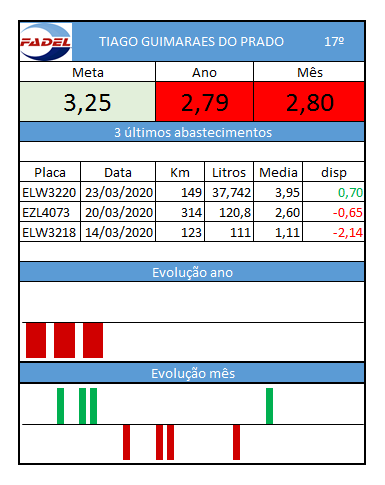 FADEL TIAGO GUIMARAES DO PRADO 17º
Meta Ano Mês
3,25 2,79 2,80
3 últimos abastecimentos
Placa Data Km Litros Media disp
ELW3220 23/03/2020 149 37,742 3,95 0,70
EZL4073 20/03/2020 314 120,8 2,60 -0,65
ELW3218 14/03/2020 123 111 1,11 -2,14
Evolução ano
Evolução mês